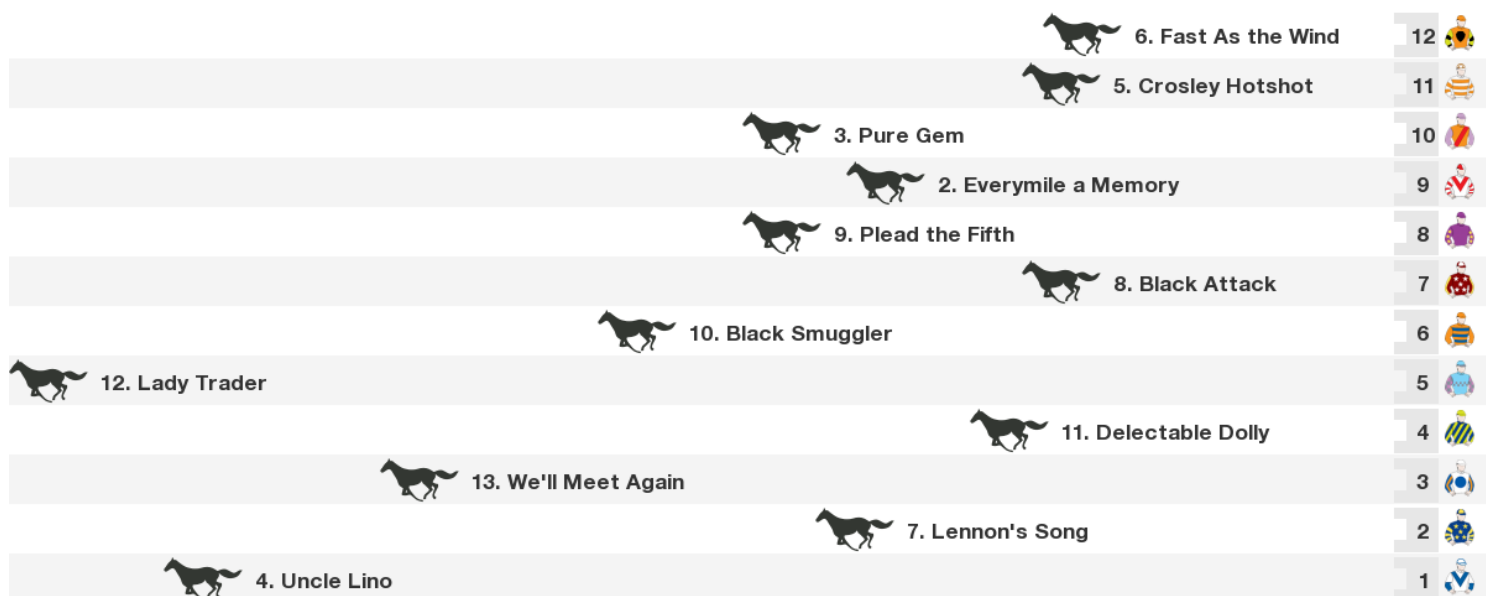 6. Fast As the Wind 12
5. Crosley Hotshot 11
3. Pure Gem 10
2. Everymile a Memory 9
9. Plead the Fifth 8
8. Black Attack 7
10. Black Smuggler 6
12. Lady Trader 5
11. Delectable Dolly 4
13. We'll Meet Again 3
7. Lennon's Song 2
4. Uncle Lino 1